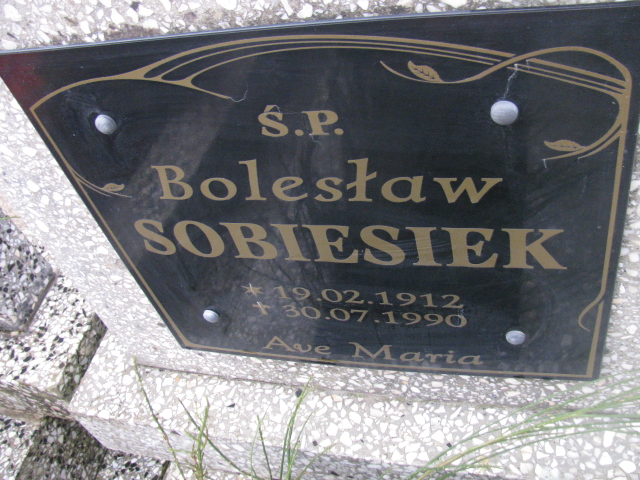 Ś.P.
Bolesław
SOBIESIEK
* 19.02.1912
✝ 30.07.1990
Ave Maria